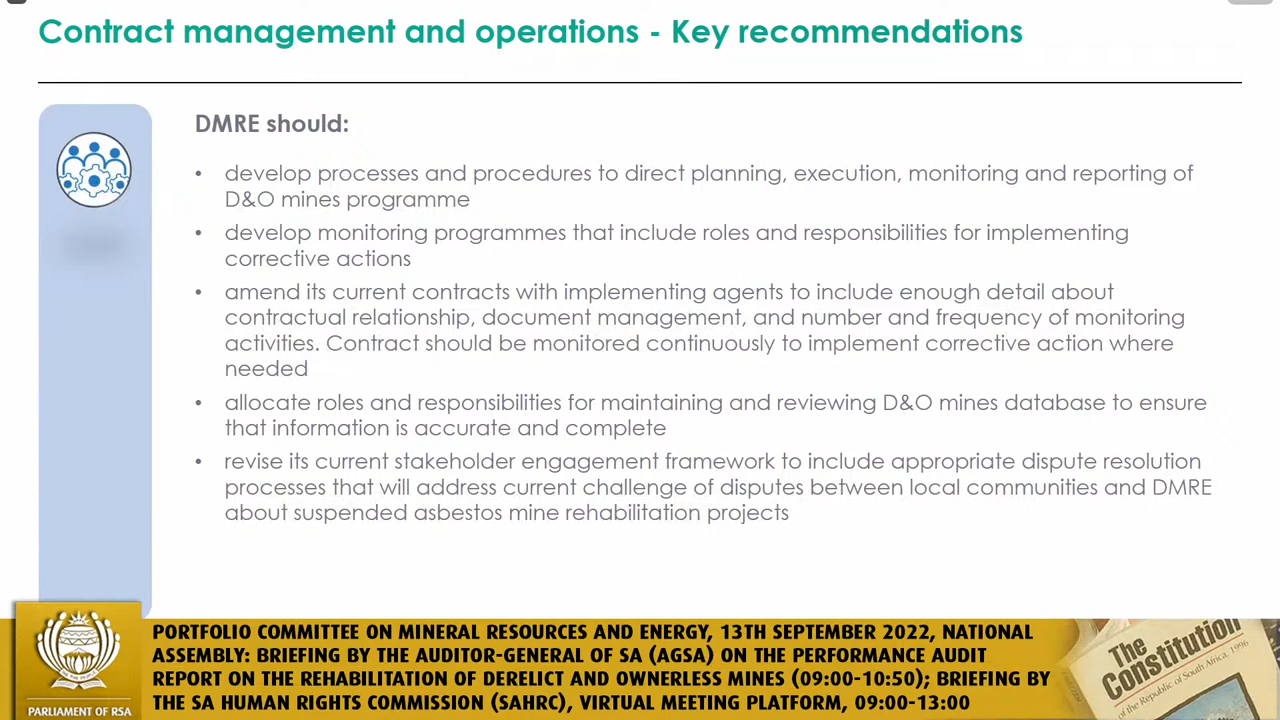 Contract management and operations - Key recommendations
DMRE should:
• develop processes and procedures to direct planning, execution, monitoring and reporting of
D&O mines programme
• develop monitoring programmes that include roles and responsibilities for implementing
corrective actions
• amend its current contracts with implementing agents to include enough detail about
contractual relationship, document management, and number and frequency of monitoring
activities. Contract should be monitored continuously to implement corrective action where
needed
• allocate roles and responsibilities for maintaining and reviewing D&O mines database to ensure
that information is accurate and complete
• revise its current stakeholder engagement framework to include appropriate dispute resolution
processes that will address current challenge of disputes between local communities and DMRE
about suspended asbestos mine rehabilitation projects
PORTFOLIO COMMITTEE ON MINERAL RESOURCES AND ENERGY, 13TH SEPTEMBER 2022, NATIONAL
ASSEMBLY: BRIEFING BY THE AUDITOR-GENERAL OF SA (AGSA) ON THE PERFORMANCE AUDIT
REPORT ON THE REHABILITATION OF DERELICT AND OWNERLESS MINES (09:00-10:50); BRIEFING BY
THE SA HUMAN RIGHTS COMMISSION (SAHRC), VIRTUAL MEETING PLATFORM, 09:00-13:00
PARLIAMENT OF RSA
The
Constitution
of the Republic of South Africa, 1996